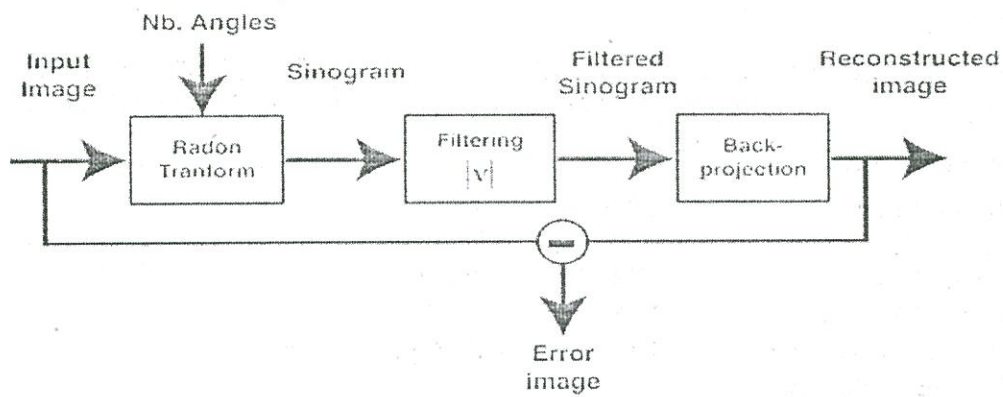 Nb. Angles
Input
Image
Sinogram
Filtered
Sinogram
Reconstructed
image
Radon
Tranform
Filtering
|ν|
Back-
projection
Error
image